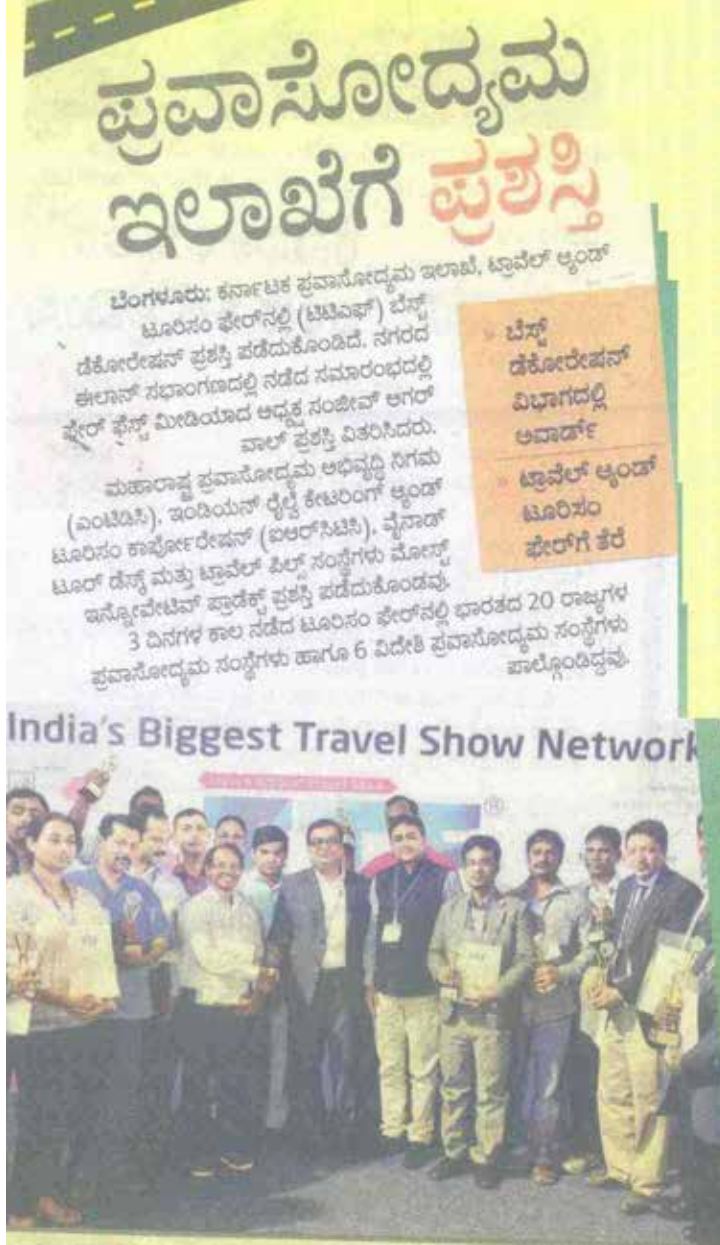 ಪ್ರವಾಸೋದ್ಯಮ
ಇಲಾಖೆಗೆ ಪ್ರಶಸ್ತಿ
ಬೆಂಗಳೂರು: ಕರ್ನಾಟಕ ಪ್ರವಾಸೋದ್ಯಮ ಇಲಾಖೆ, ಟ್ರಾವೆಲ್ ಆ್ಯಂಡ್
ಟೂರಿಸಂ ಫೇರ್‌ನಲ್ಲಿ (ಟಿಟಿಎಫ್) ಬೆಸ್ಟ್
ಡೆಕೋರೇಷನ್ ಪ್ರಶಸ್ತಿ ಪಡೆದುಕೊಂಡಿದೆ. ನಗರದ
ಈಲಾನ್ ಸಭಾಂಗಣದಲ್ಲಿ ನಡೆದ ಸಮಾರಂಭದಲ್ಲಿ
ಫೇರ್ ಫೆಸ್ಟ್ ಮೀಡಿಯಾದ ಅಧ್ಯಕ್ಷ ಸಂಜೀವ್ ಅಗರ್
ವಾಲ್ ಪ್ರಶಸ್ತಿ ವಿತರಿಸಿದರು.
ಮಹಾರಾಷ್ಟ್ರ ಪ್ರವಾಸೋದ್ಯಮ ಅಭಿವೃದ್ಧಿ ನಿಗಮ
(ಎಂಟಿಡಿಸಿ), ಇಂಡಿಯನ್ ರೈಲ್ವೆ ಕೇಟರಿಂಗ್ ಆ್ಯಂಡ್
ಟೂರಿಸಂ ಕಾರ್ಪೋರೇಷನ್ (ಐಆರ್‌ಸಿಟಿಸಿ), ವೈನಾಡ್
ಟೂರ್ ಡೆಸ್ಕ್ ಮತ್ತು ಟ್ರಾವೆಲ್ ಪಿಲ್ಸ್ ಸಂಸ್ಥೆಗಳು ಮೋಸ್ಟ್
ಇನ್ನೋವೇಟಿವ್ ಪ್ರಾಡೆಕ್ಟ್ ಪ್ರಶಸ್ತಿ ಪಡೆದುಕೊಂಡವು.
3 ದಿನಗಳ ಕಾಲ ನಡೆದ ಟೂರಿಸಂ ಫೇರ್‌ನಲ್ಲಿ ಭಾರತದ 20 ರಾಜ್ಯಗಳ
ಪ್ರವಾಸೋದ್ಯಮ ಸಂಸ್ಥೆಗಳು ಹಾಗೂ 6 ವಿದೇಶಿ ಪ್ರವಾಸೋದ್ಯಮ ಸಂಸ್ಥೆಗಳು
ಪಾಲ್ಗೊಂಡಿದ್ದವು.
» ಬೆಸ್ಟ್
ಡೆಕೋರೇಷನ್
ವಿಭಾಗದಲ್ಲಿ
ಅವಾರ್ಡ್
» ಟ್ರಾವೆಲ್ ಆ್ಯಂಡ್
ಟೂರಿಸಂ
ಫೇರ್‌ಗೆ ತೆರೆ
India's Biggest Travel Show Network